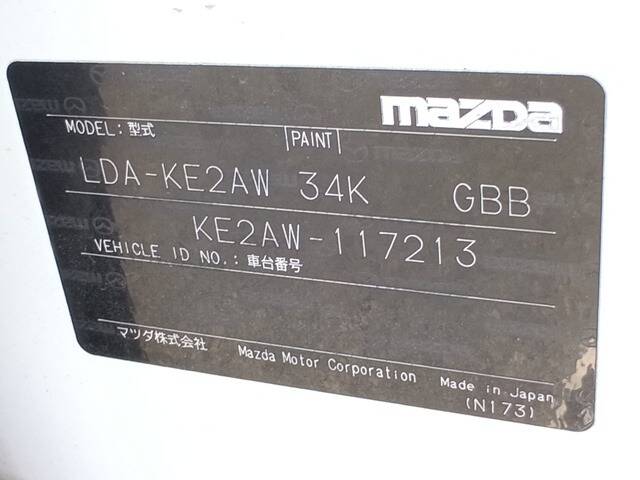 mazda
MODEL:型式 PAINT
LDA-KE2AW 34K GBB
KE2AW-117213
VEHICLE ID NO.:車台番号
マツダ株式会社 Mazda Motor Corporation Made in Japan
(N173)